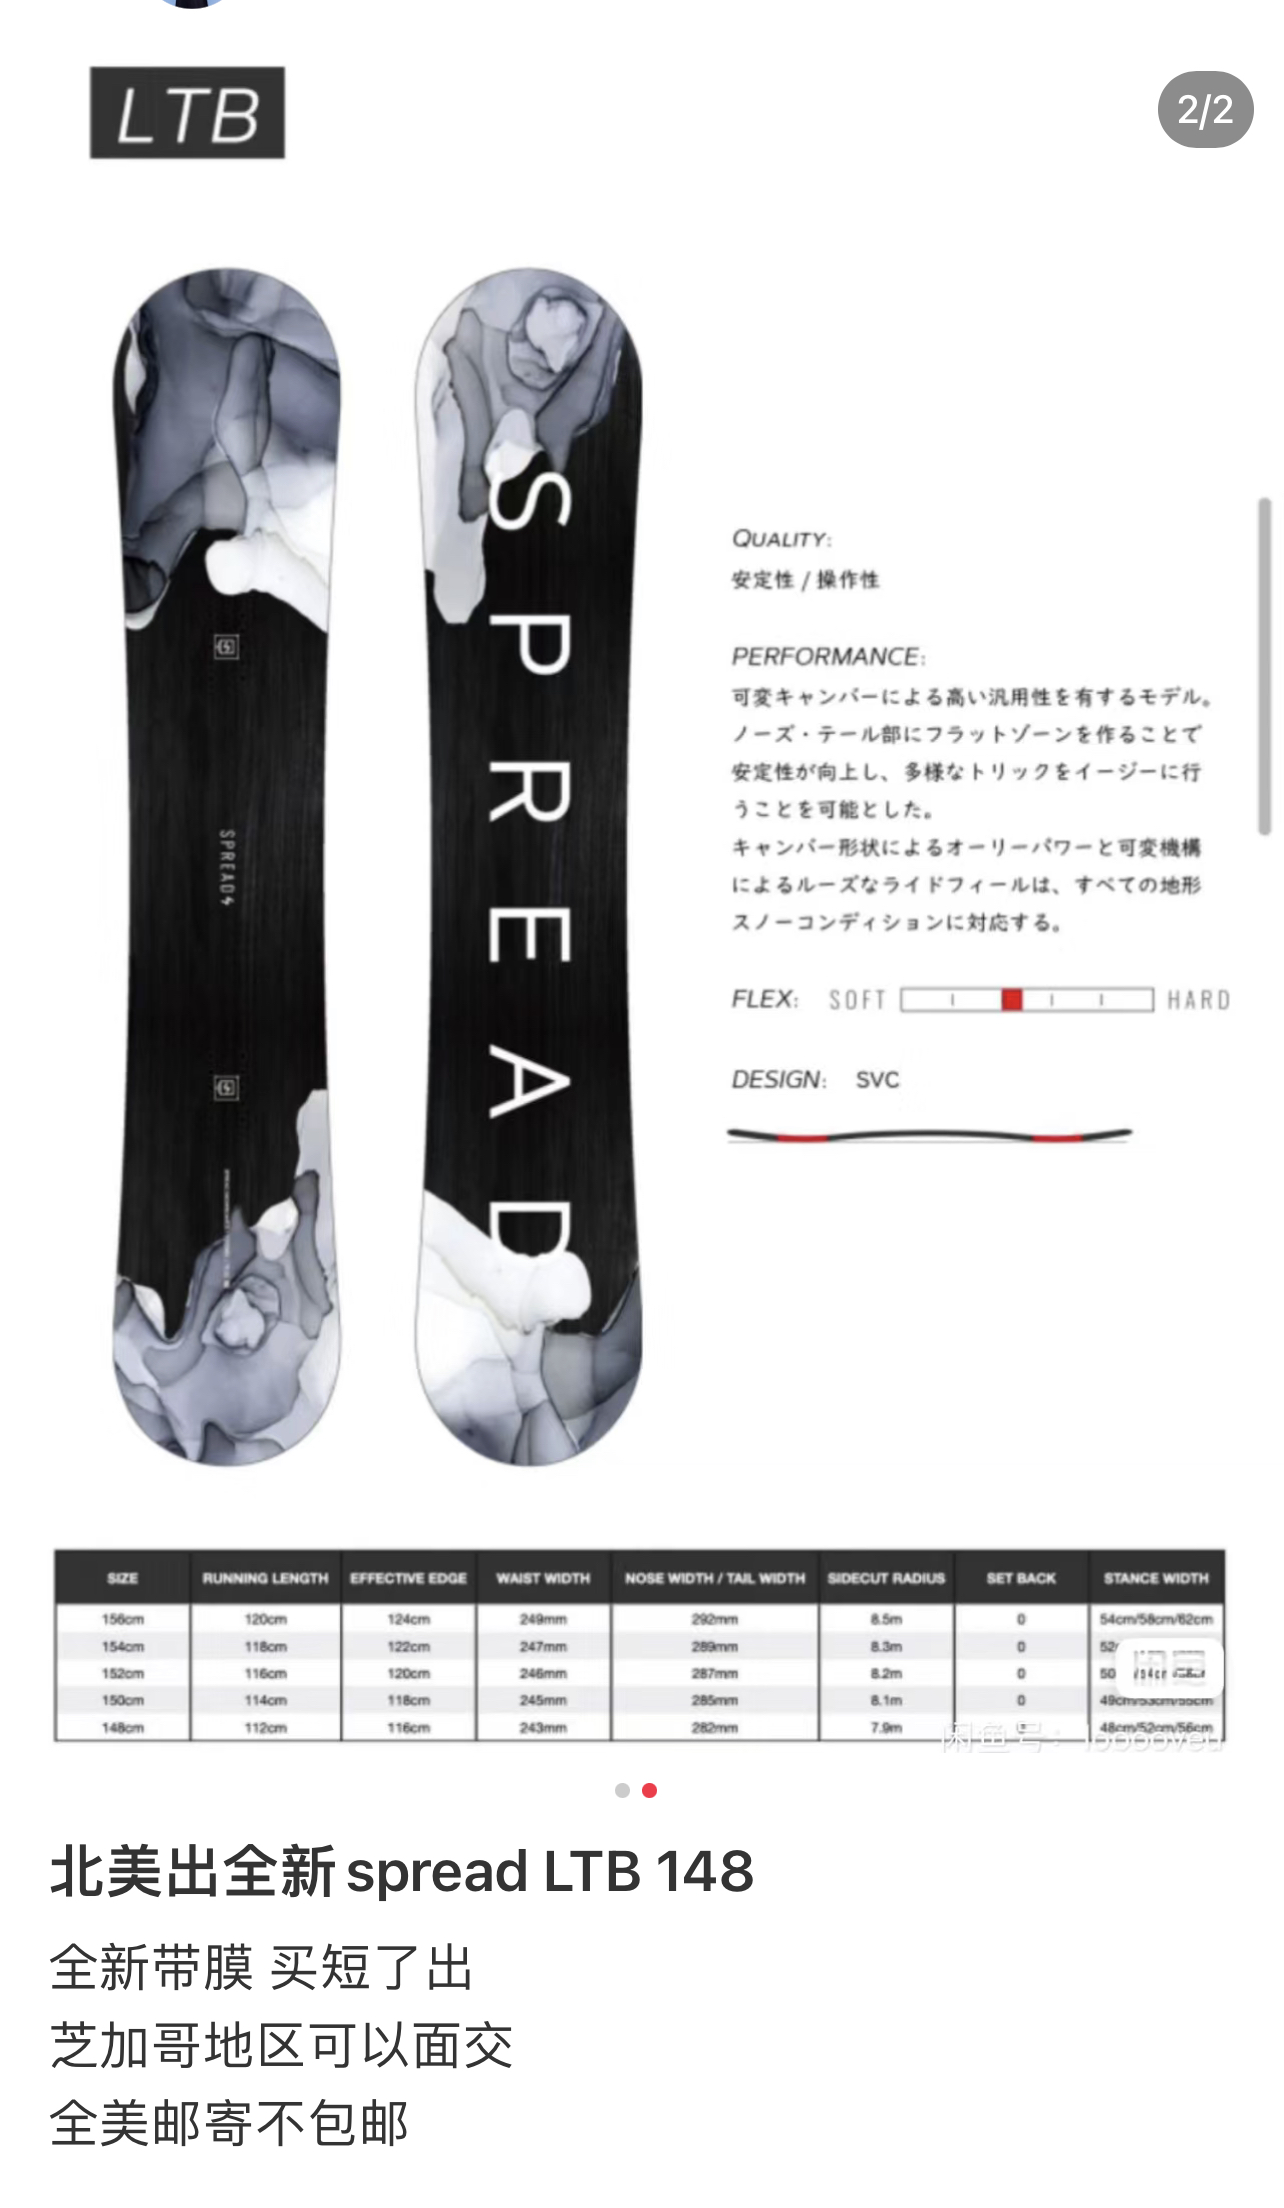 LTB
2/2
SPREAD
SPREAD
QUALITY:
安定性 / 操作性
PERFORMANCE:
可変キャンバーによる高い汎用性を有するモデル。
ノーズ・テール部にフラットゾーンを作ることで
安定性が向上し、多様なトリックをイージーに行
うことを可能とした。
キャンバー形状によるオーリーパワーと可変機構
によるルーズなライドフィールは、すべての地形
スノーコンディションに対応する。
FLEX: SOFT HARD
DESIGN: SVC
SIZE RUNNING LENGTH EFFECTIVE EDGE WAIST WIDTH NOSE WIDTH / TAIL WIDTH SIDECUT RADIUS SET BACK STANCE WIDTH
156cm 120cm 124cm 249mm 292mm 8.5m 0 54cm/58cm/62cm
154cm 118cm 122cm 247mm 289mm 8.3m 0
152cm 116cm 120cm 246mm 287mm 8.2m 0
150cm 114cm 118cm 245mm 285mm 8.1m 0
148cm 112cm 116cm 243mm 282mm 7.9m 48cm/52cm/56cm
闲鱼号：
北美出全新spread LTB 148
全新带膜 买短了出
芝加哥地区可以面交
全美邮寄不包邮